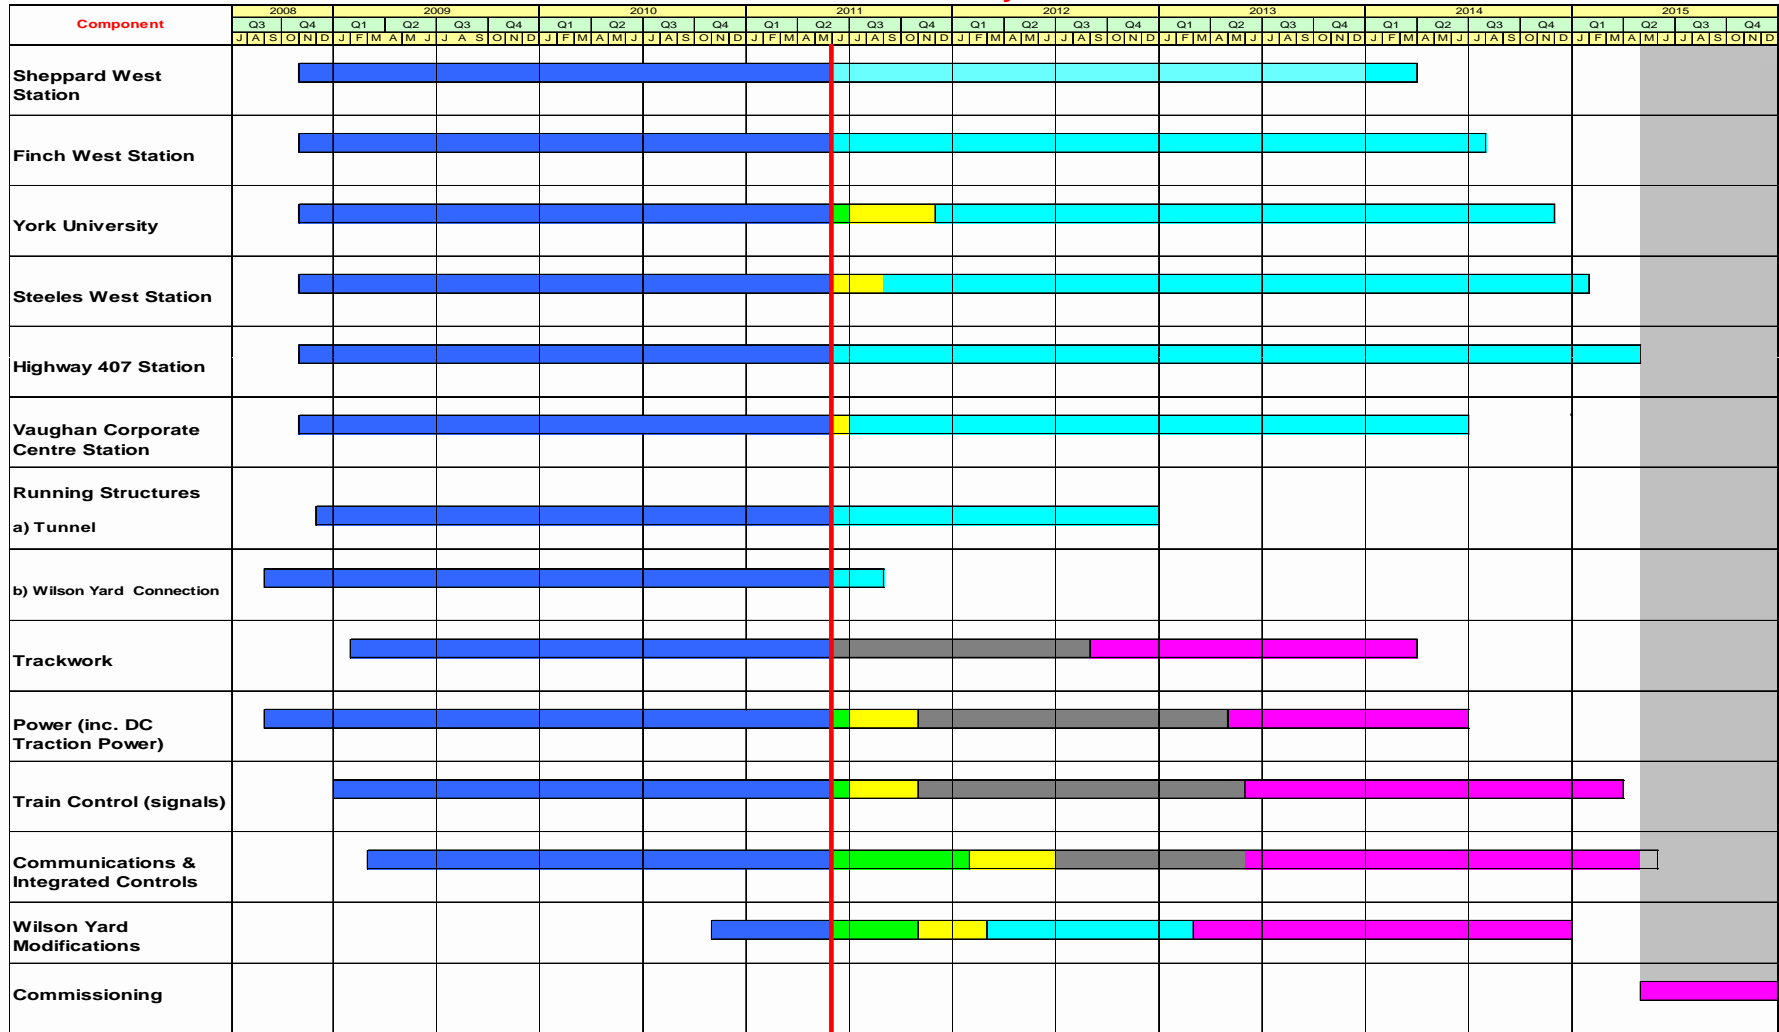 Component
2008 2009 2010 2011 2012 2013 2014 2015
Q3 Q4 Q1 Q2 Q3 Q4 Q1 Q2 Q3 Q4 Q1 Q2 Q3 Q4 Q1 Q2 Q3 Q4 Q1 Q2 Q3 Q4 Q1 Q2 Q3 Q4 Q1 Q2 Q3 Q4
J A S O N D J F M A M J J A S O N D J F M A M J J A S O N D J F M A M J J A S O N D J F M A M J J A S O N D J F M A M J J A S O N D J F M A M J J A S O N D J F M A M J J A S O N D
Sheppard West
Station
Finch West Station
York University
Steeles West Station
Highway 407 Station
Vaughan Corporate
Centre Station
Running Structures
a) Tunnel
b) Wilson Yard Connection
Trackwork
Power (inc. DC
Traction Power)
Train Control (signals)
Communications &
Integrated Controls
Wilson Yard
Modifications
Commissioning